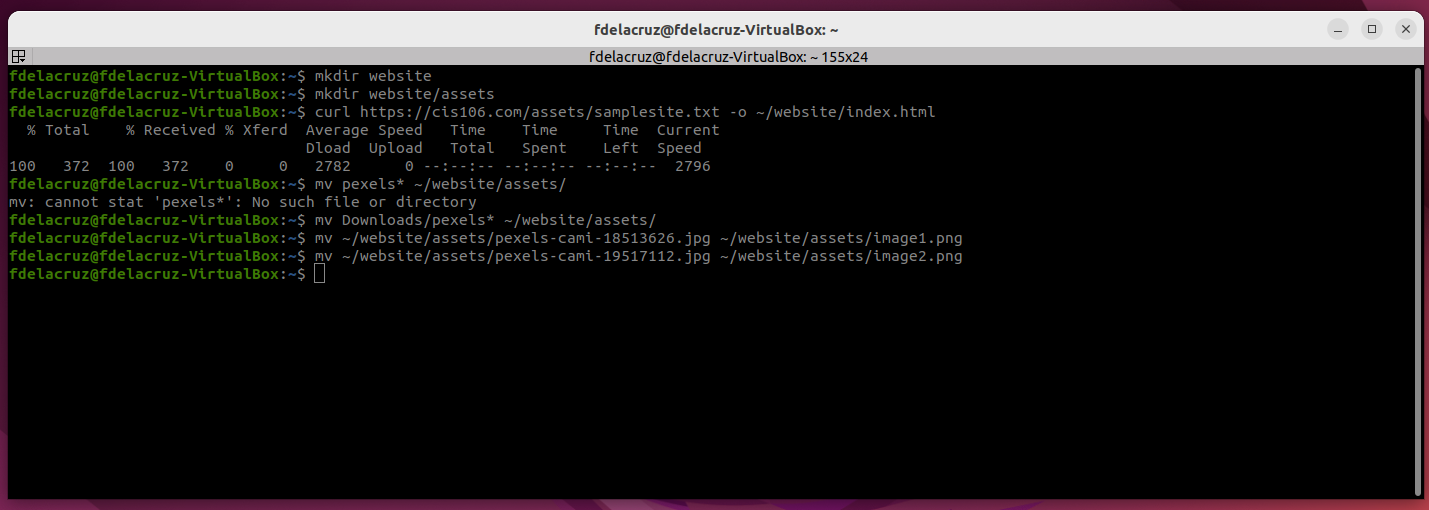 fdelacruz@fdelacruz-VirtualBox: ~
fdelacruz@fdelacruz-VirtualBox: ~ 155x24
fdelacruz@fdelacruz-VirtualBox:~$ mkdir website
fdelacruz@fdelacruz-VirtualBox:~$ mkdir website/assets
fdelacruz@fdelacruz-VirtualBox:~$ curl https://cis106.com/assets/samplesite.txt -o ~/website/index.html
  % Total    % Received % Xferd  Average Speed   Time    Time     Time  Current
                                 Dload  Upload   Total   Spent    Left  Speed
100   372  100   372    0     0   2782      0 --:--:-- --:--:-- --:--:--  2796
fdelacruz@fdelacruz-VirtualBox:~$ mv pexels* ~/website/assets/
mv: cannot stat 'pexels*': No such file or directory
fdelacruz@fdelacruz-VirtualBox:~$ mv Downloads/pexels* ~/website/assets/
fdelacruz@fdelacruz-VirtualBox:~$ mv ~/website/assets/pexels-cami-18513626.jpg ~/website/assets/image1.png
fdelacruz@fdelacruz-VirtualBox:~$ mv ~/website/assets/pexels-cami-19517112.jpg ~/website/assets/image2.png
fdelacruz@fdelacruz-VirtualBox:~$